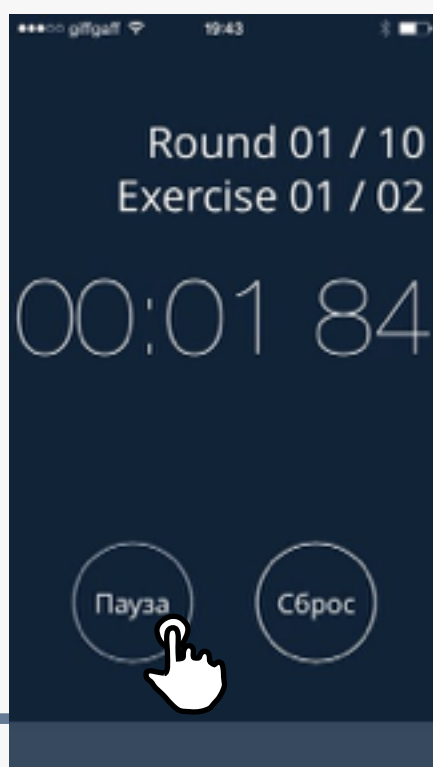 giffgaff 19:43
Round 01 / 10
Exercise 01 / 02
00:01 84
Пауза Сброс